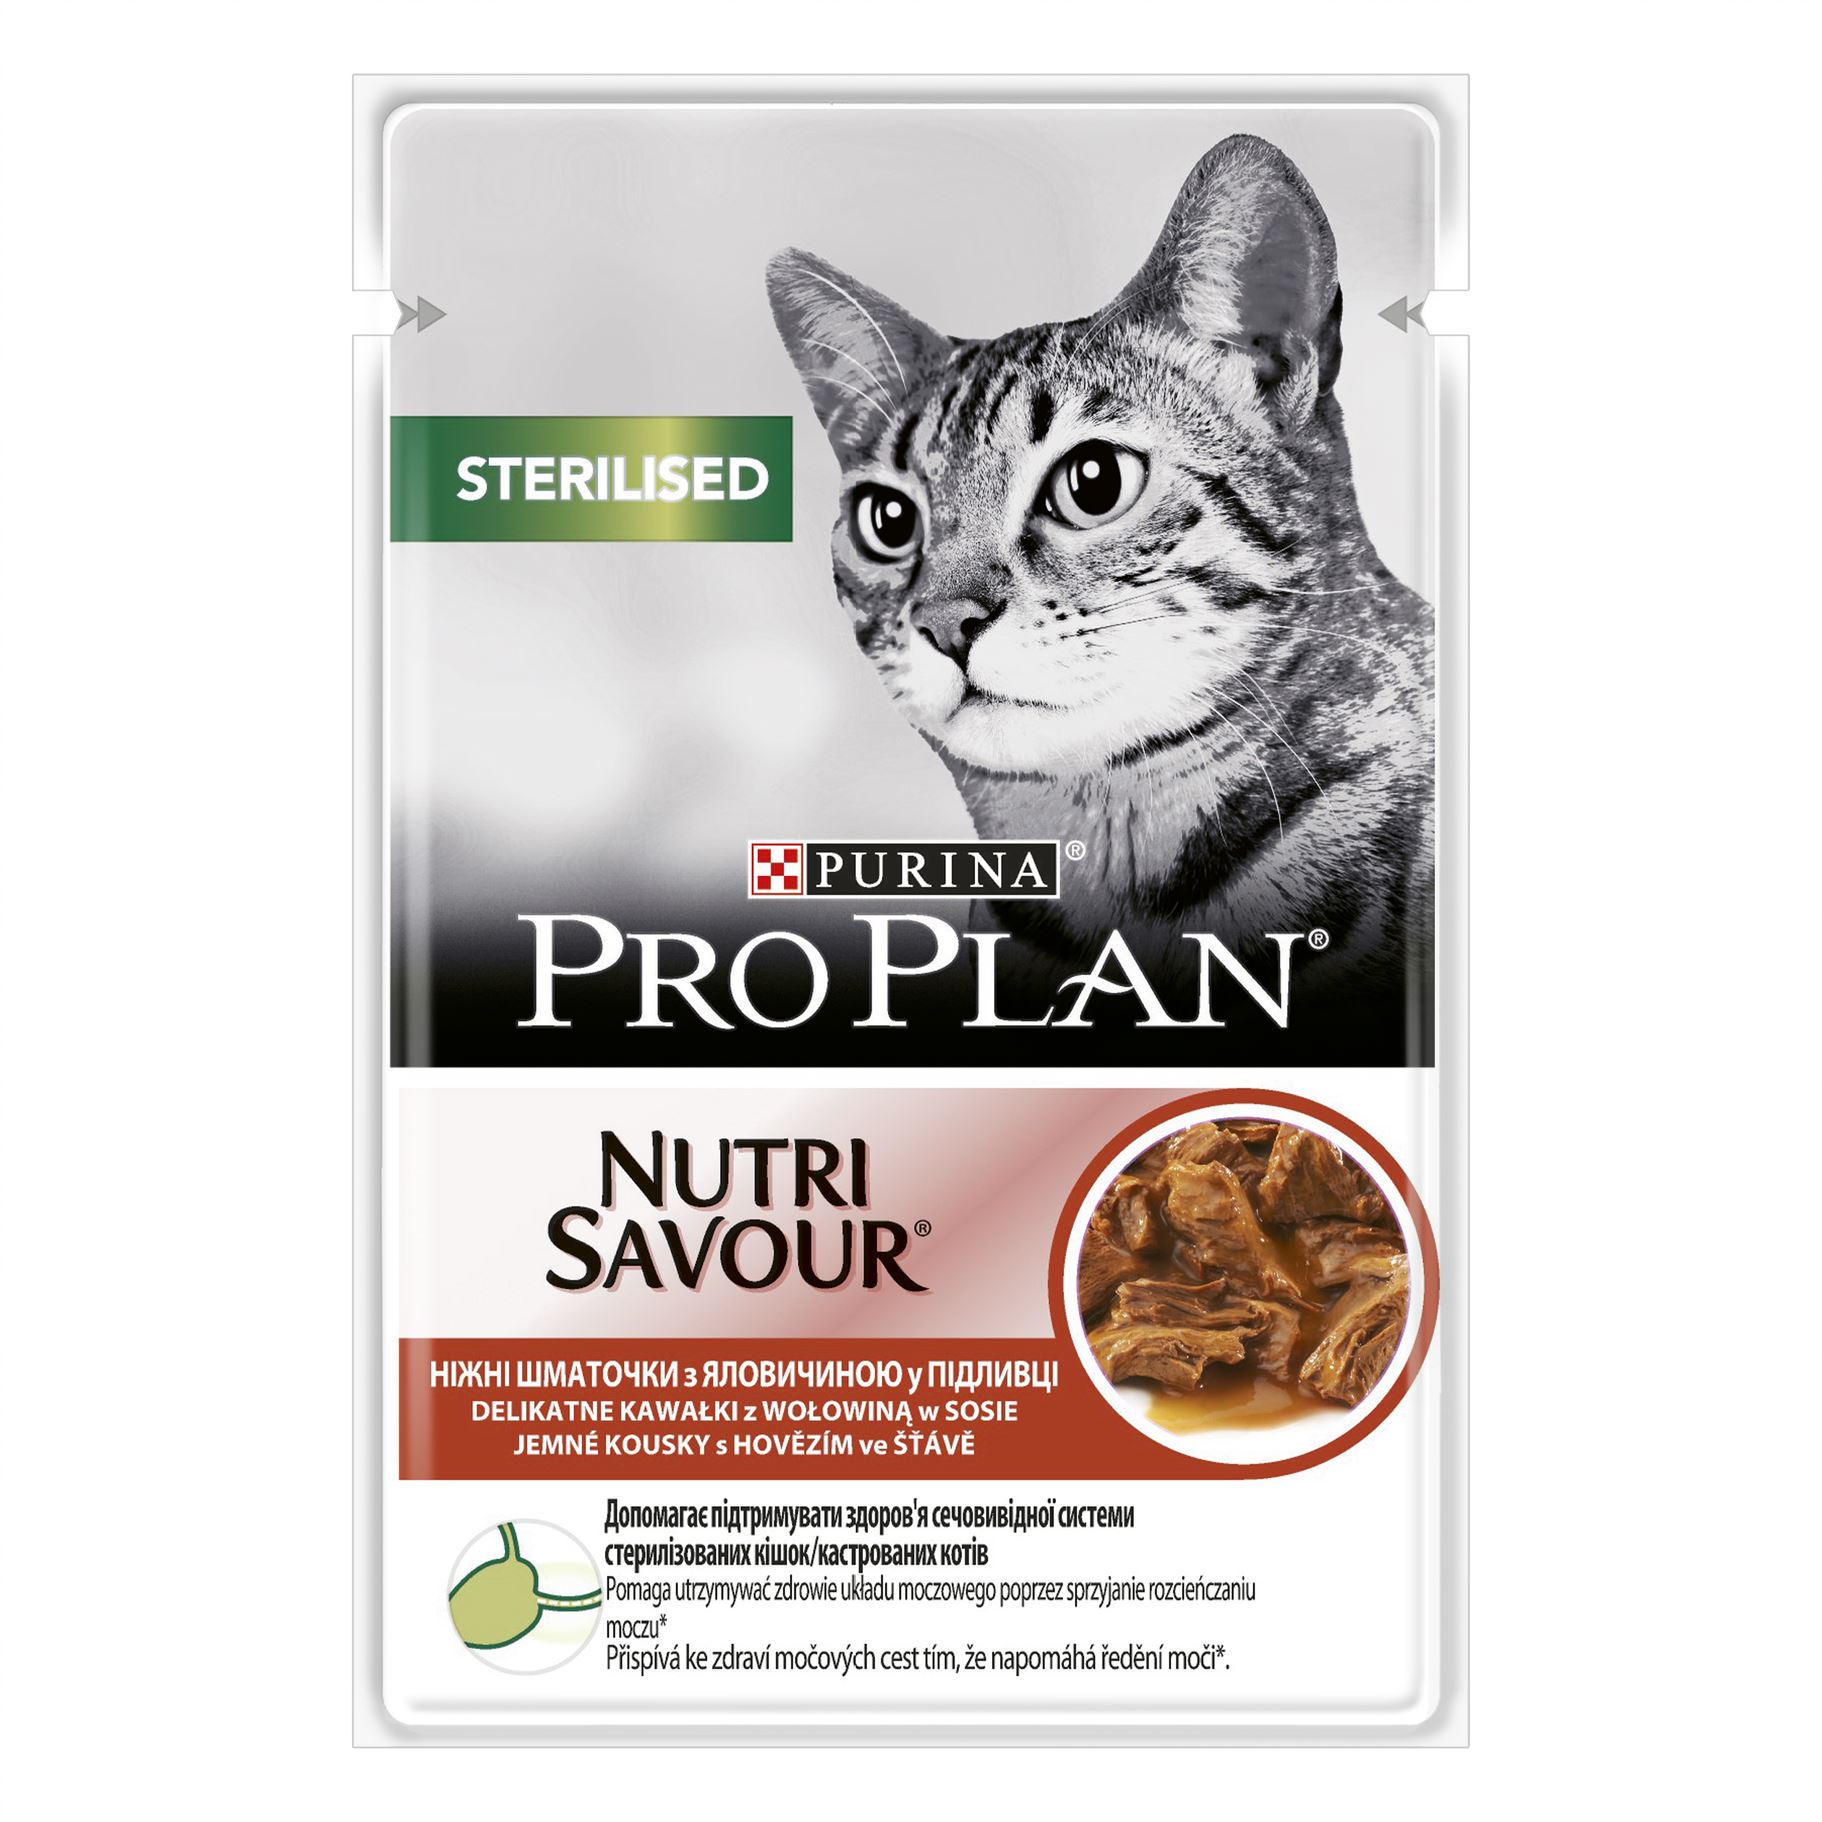 STERILISED
PURINA®
PRO PLAN®
NUTRI
SAVOUR®
НІЖНІ ШМАТОЧКИ з ЯЛОВИЧИНОЮ у ПІДЛИВЦІ
DELIKATNE KAWAŁKI z WOŁOWINĄ w SOSIE
JEMNÉ KOUSKY s HOVĚZÍM ve ŠŤÁVĚ
Допомагає підтримувати здоров'я сечовивідної системи
стерилізованих кішок/кастрованих котів
Pomaga utrzymywać zdrowie układu moczowego poprzez sprzyjanie rozcieńczaniu
moczu*
Přispívá ke zdraví močových cest tím, že napomáhá ředění moči*.